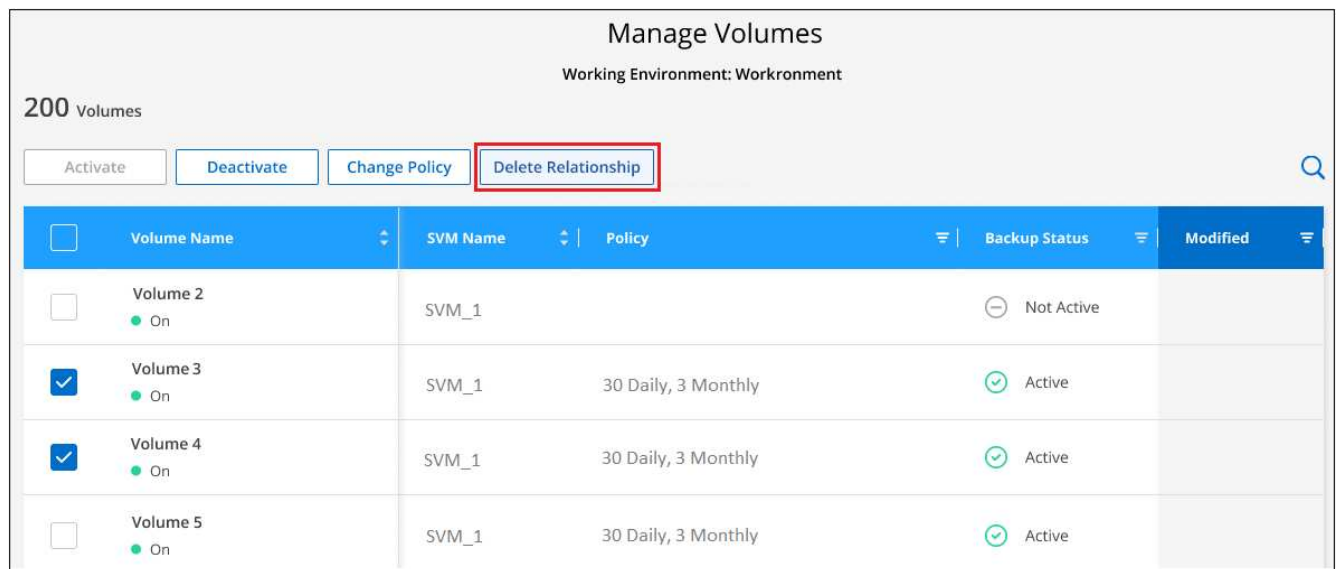 Manage Volumes
Working Environment: Workronment
200 Volumes
Activate Deactivate Change Policy Delete Relationship
Volume Name SVM Name Policy Backup Status Modified
Volume 2
On
SVM_1 Not Active
Volume 3
On
SVM_1 30 Daily, 3 Monthly Active
Volume 4
On
SVM_1 30 Daily, 3 Monthly Active
Volume 5
On
SVM_1 30 Daily, 3 Monthly Active